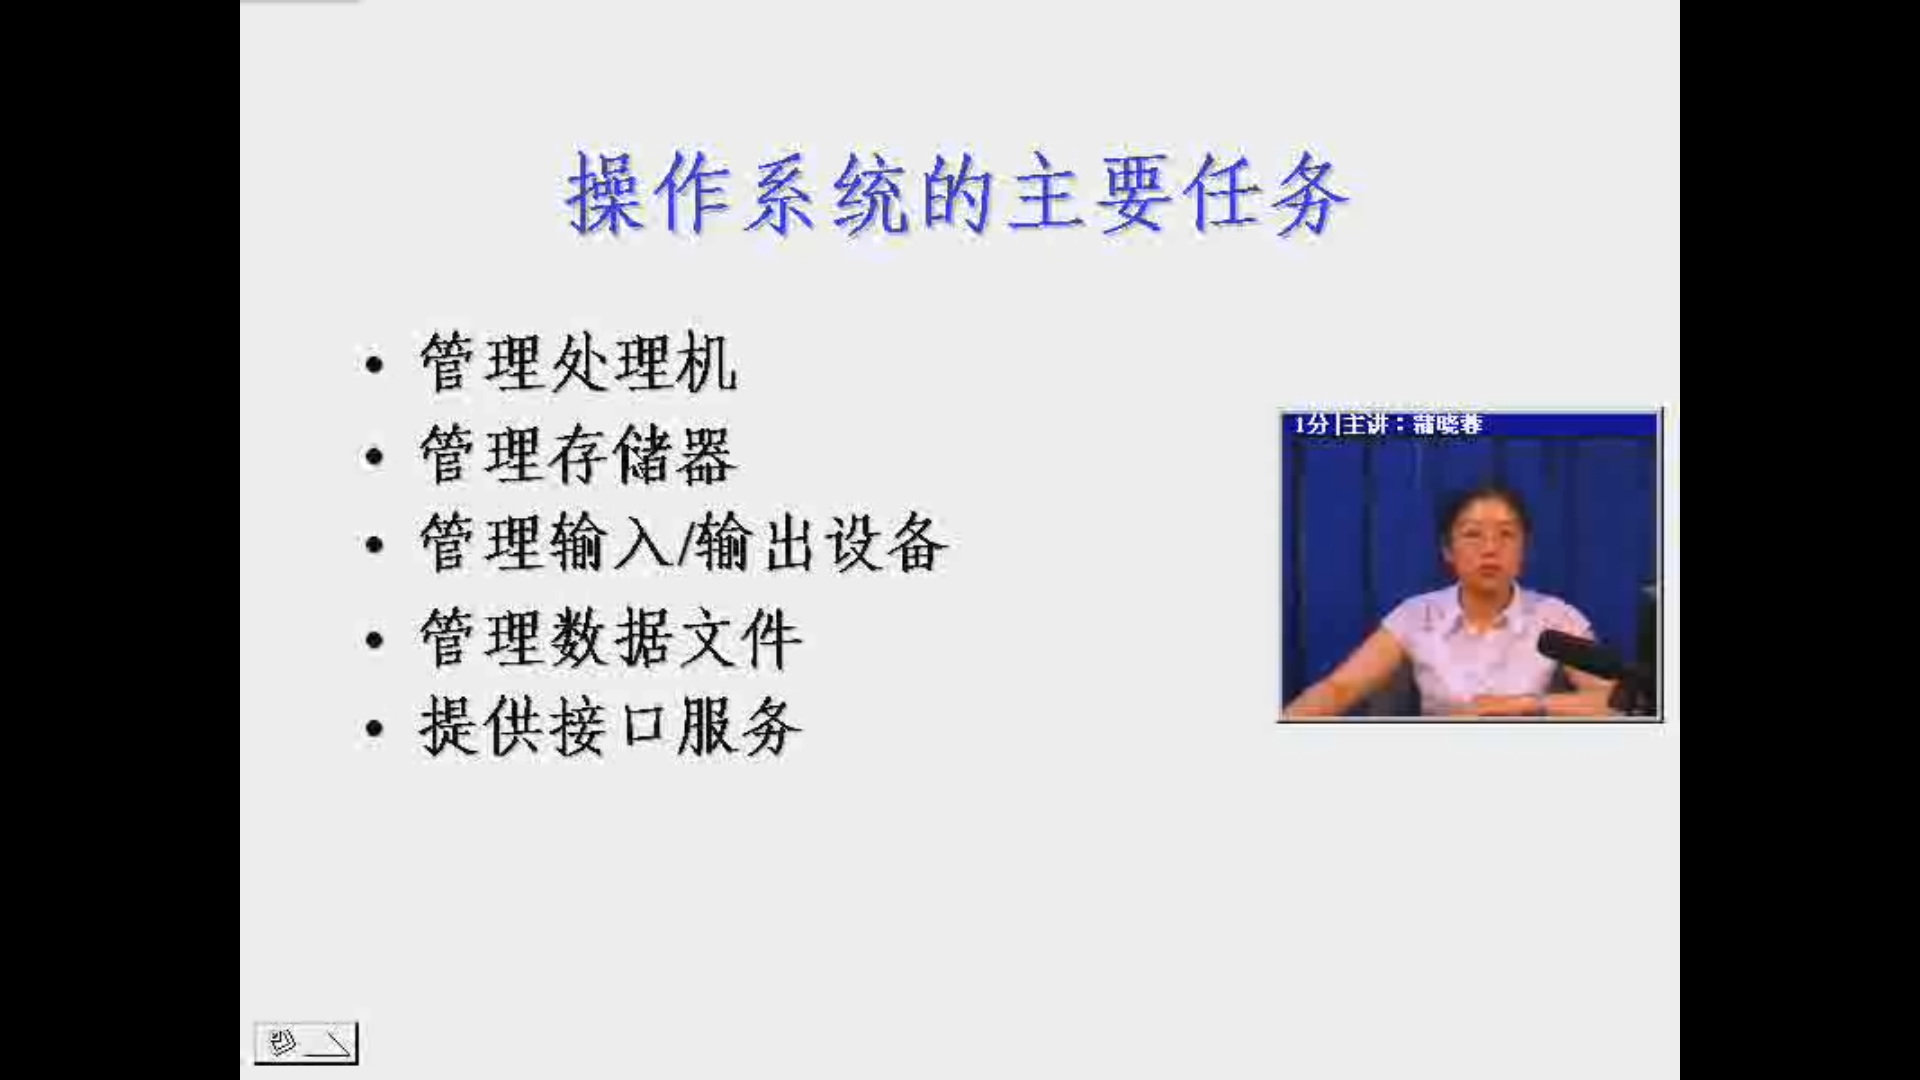 操作系统的主要任务
• 管理处理机
• 管理存储器
• 管理输入/输出设备
• 管理数据文件
• 提供接口服务
1分|主讲：蒲晓蓉